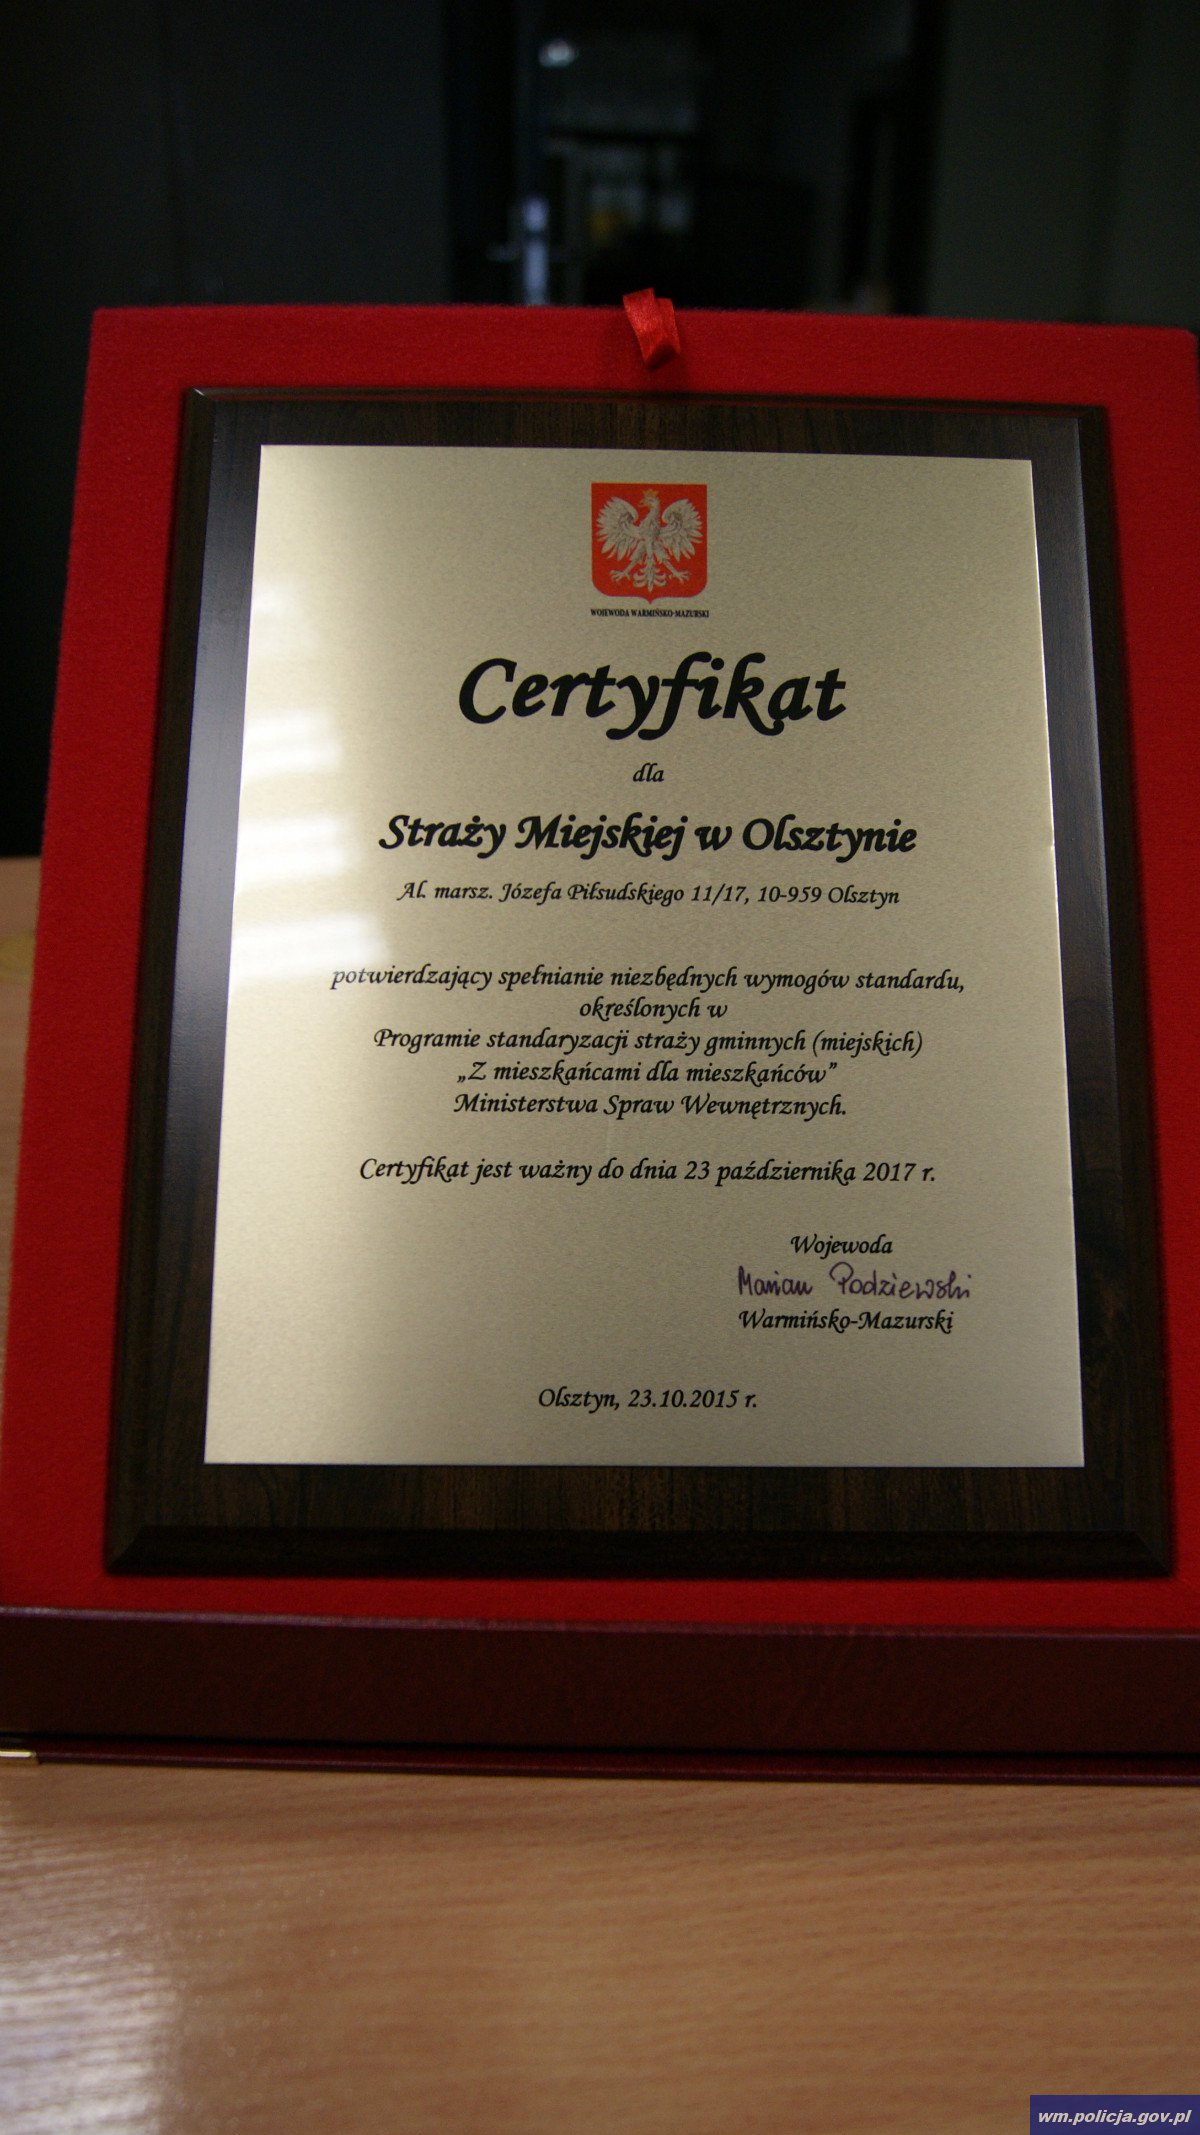 WOJEWODA WARMIŃSKO-MAZURSKI
Certyfikat
dla
Straży Miejskiej w Olsztynie
Al. marsz. Józefa Piłsudskiego 11/17, 10-959 Olsztyn
potwierdzający spełnianie niezbędnych wymogów standardu,
określonych w
Programie standaryzacji straży gminnych (miejskich)
„Z mieszkańcami dla mieszkańców”
Ministerstwa Spraw Wewnętrznych.
Certyfikat jest ważny do dnia 23 października 2017 r.
Wojewoda
Marian Podziewski
Warmińsko-Mazurski
Olsztyn, 23.10.2015 r.
wm.policja.gov.pl